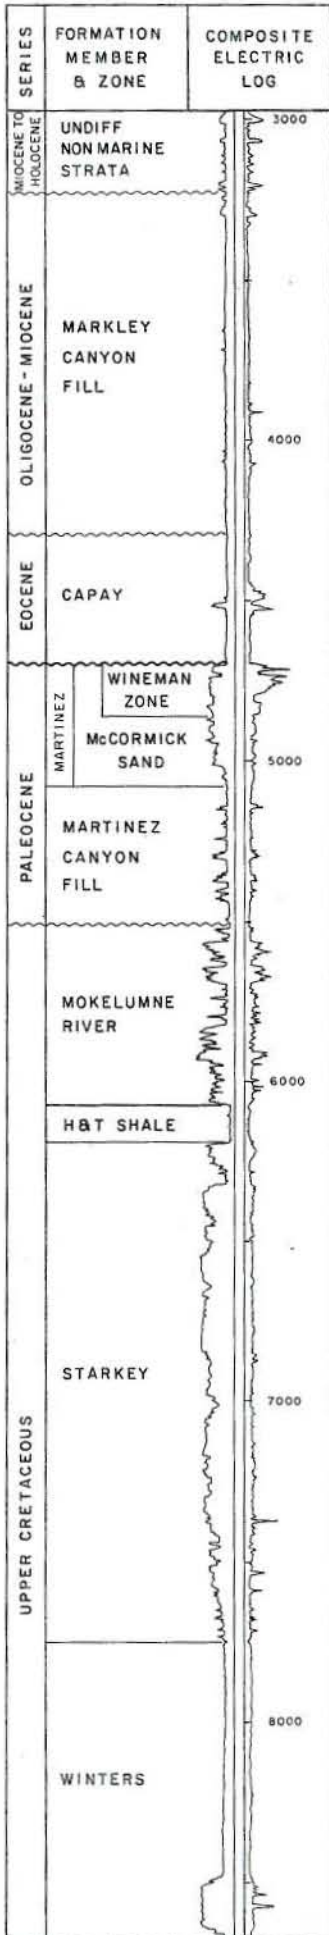 SERIES
FORMATION
MEMBER
& ZONE
COMPOSITE
ELECTRIC
LOG
MIOCENE TO
HOLOCENE
UNDIFF
NON MARINE
STRATA
3000
OLIGOCENE-MIOCENE
MARKLEY
CANYON
FILL
4000
EOCENE
CAPAY
PALEOCENE
MARTINEZ
WINEMAN
ZONE
McCORMICK
SAND
5000
MARTINEZ
CANYON
FILL
MOKELUMNE
RIVER
6000
H&T SHALE
UPPER CRETACEOUS
STARKEY
7000
8000
WINTERS